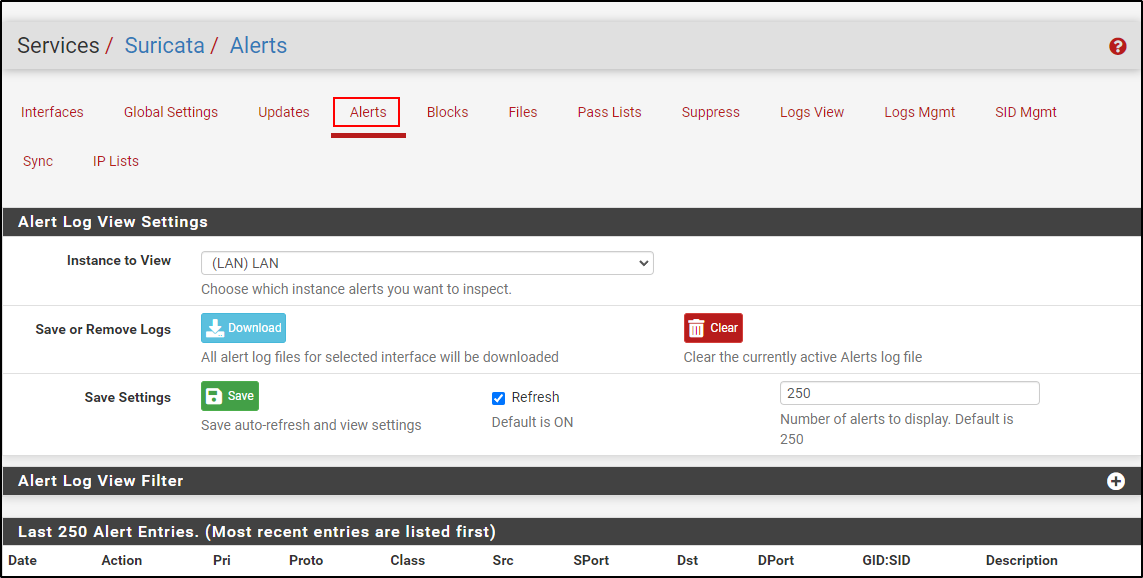 Services / Suricata / Alerts
Interfaces Global Settings Updates Alerts Blocks Files Pass Lists Suppress Logs View Logs Mgmt SID Mgmt
Sync IP Lists
Alert Log View Settings
Instance to View (LAN) LAN
Choose which instance alerts you want to inspect.
Save or Remove Logs Download Clear
All alert log files for selected interface will be downloaded Clear the currently active Alerts log file
Save Settings Save Refresh 250
Save auto-refresh and view settings Default is ON Number of alerts to display. Default is
250
Alert Log View Filter
Last 250 Alert Entries. (Most recent entries are listed first)
Date Action Pri Proto Class Src SPort Dst DPort GID:SID Description